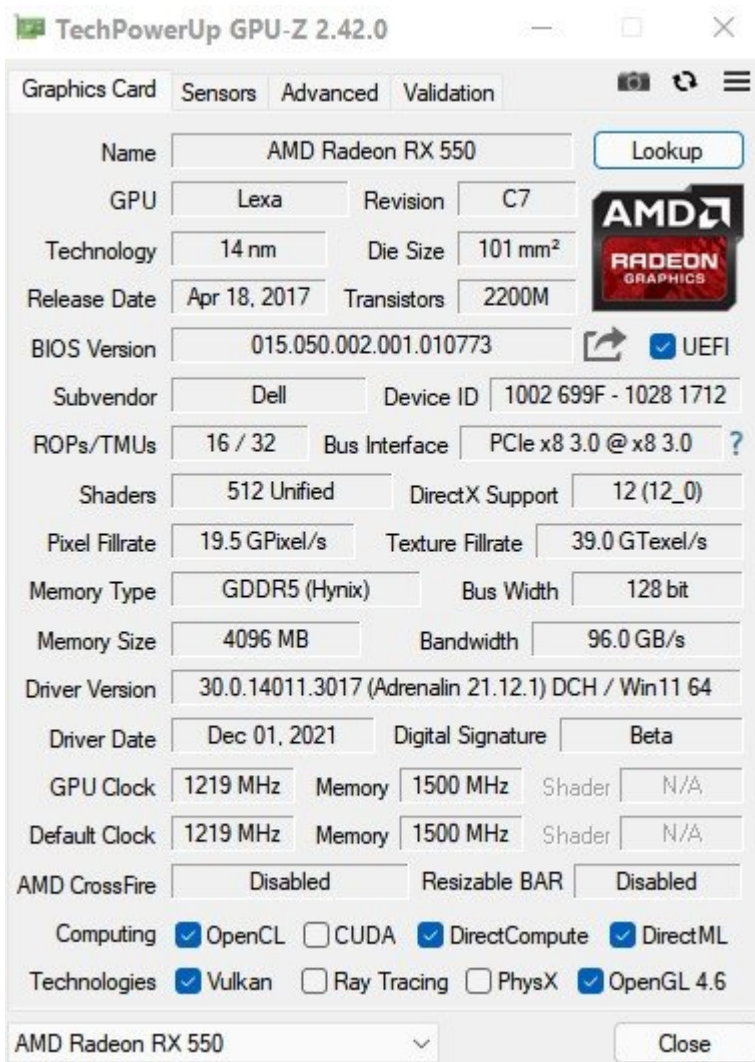 TechPowerUp GPU-Z 2.42.0
Graphics Card Sensors Advanced Validation
Name AMD Radeon RX 550 Lookup
GPU Lexa Revision C7
AMD
RADEON
GRAPHICS
Technology 14 nm Die Size 101 mm²
Release Date Apr 18, 2017 Transistors 2200M
BIOS Version 015.050.002.001.010773 UEFI
Subvendor Dell Device ID 1002 699F - 1028 1712
ROPs/TMUs 16 / 32 Bus Interface PCIe x8 3.0 @ x8 3.0 ?
Shaders 512 Unified DirectX Support 12 (12_0)
Pixel Fillrate 19.5 GPixel/s Texture Fillrate 39.0 GTexel/s
Memory Type GDDR5 (Hynix) Bus Width 128 bit
Memory Size 4096 MB Bandwidth 96.0 GB/s
Driver Version 30.0.14011.3017 (Adrenalin 21.12.1) DCH / Win11 64
Driver Date Dec 01, 2021 Digital Signature Beta
GPU Clock 1219 MHz Memory 1500 MHz Shader N/A
Default Clock 1219 MHz Memory 1500 MHz Shader N/A
AMD CrossFire Disabled Resizable BAR Disabled
Computing OpenCL CUDA DirectCompute DirectML
Technologies Vulkan Ray Tracing PhysX OpenGL 4.6
AMD Radeon RX 550 Close